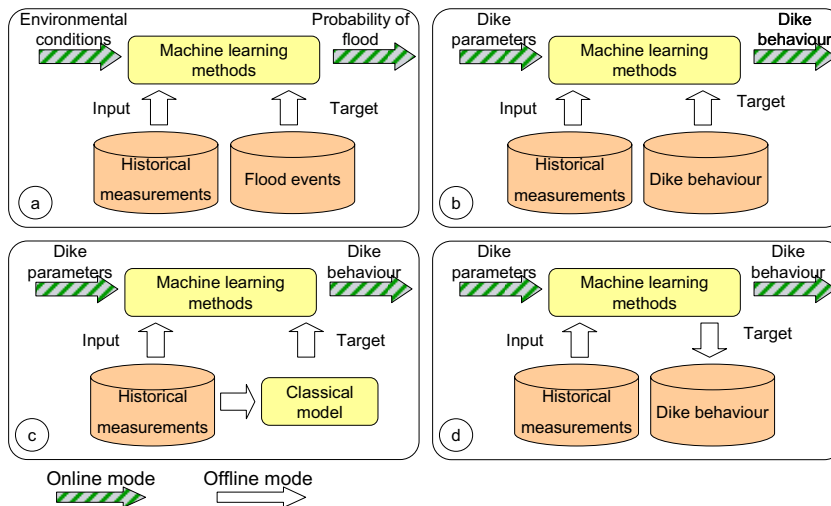 Environmental
conditions
Machine learning
methods
Probability of
flood
Input
Target
Historical
measurements
Flood events
a
Dike
parameters
Machine learning
methods
Dike
behaviour
Input
Target
Historical
measurements
Dike behaviour
b
Dike
parameters
Machine learning
methods
Dike
behaviour
Input
Target
Historical
measurements
Classical
model
c
Dike
parameters
Machine learning
methods
Dike
behaviour
Input
Target
Historical
measurements
Dike behaviour
d
Online mode
Offline mode